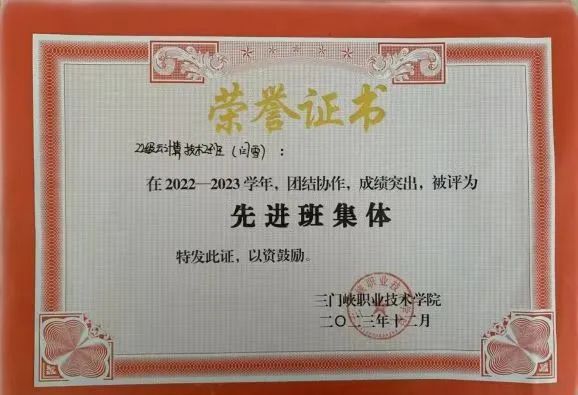 荣誉证书
22级云计算技术2班（闫雪）：
在2022—2023学年，团结协作，成绩突出，被评为
先进班集体
特发此证，以资鼓励。
三门峡职业技术学院
二〇二三年十二月